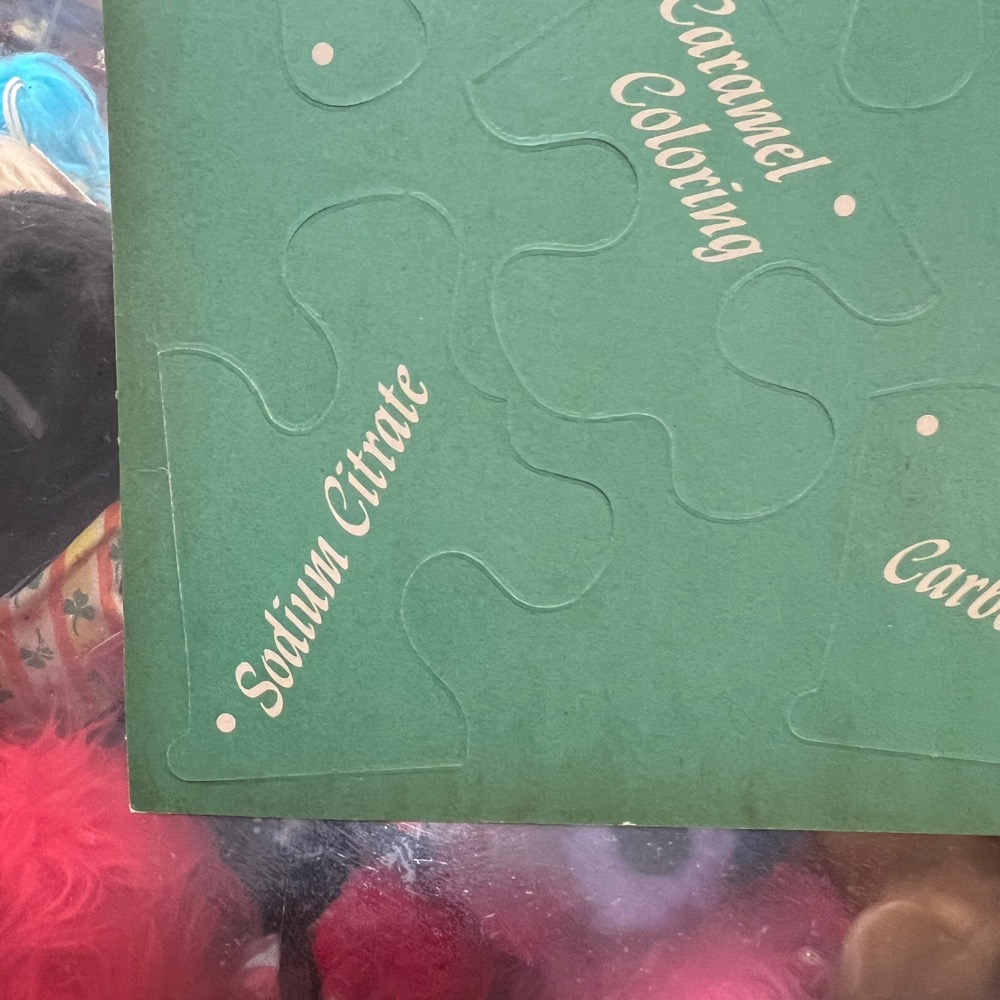 Caramel
Coloring
Sodium Citrate